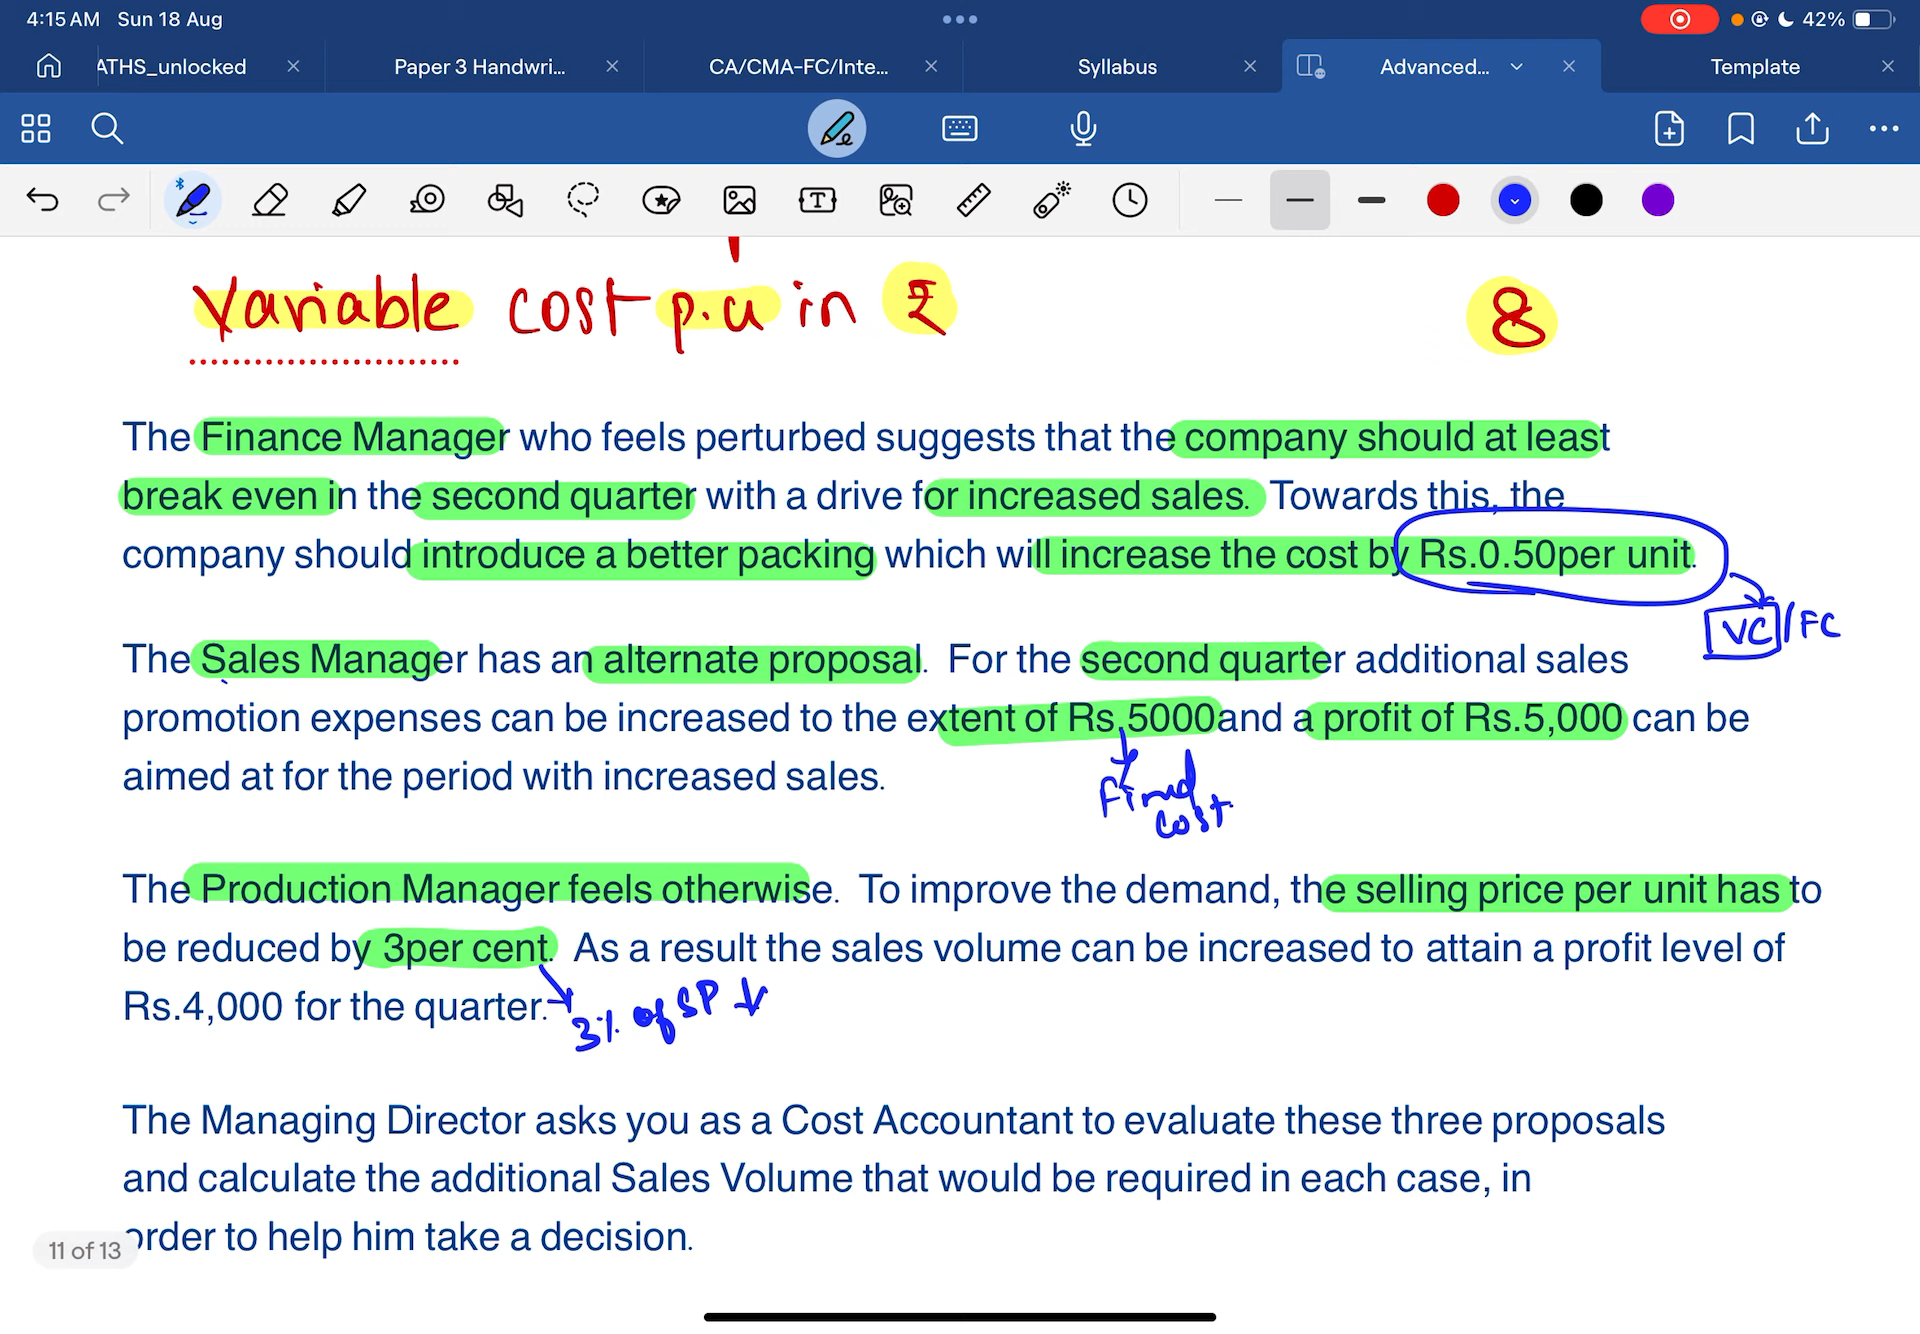 4:15 AM Sun 18 Aug
42%
ATHS_unlocked
Paper 3 Handwri...
CA/CMA-FC/Inte...
Syllabus
Advanced...
Template
Variable cost p.u in ₹ 8
The Finance Manager who feels perturbed suggests that the company should at least
break even in the second quarter with a drive for increased sales. Towards this, the
company should introduce a better packing which will increase the cost by Rs.0.50per unit.
VC/FC
The Sales Manager has an alternate proposal. For the second quarter additional sales
promotion expenses can be increased to the extent of Rs.5000and a profit of Rs.5,000 can be
aimed at for the period with increased sales.
Fixed
cost
The Production Manager feels otherwise. To improve the demand, the selling price per unit has to
be reduced by 3per cent. As a result the sales volume can be increased to attain a profit level of
Rs.4,000 for the quarter.
3% of SP ↓
The Managing Director asks you as a Cost Accountant to evaluate these three proposals
and calculate the additional Sales Volume that would be required in each case, in
order to help him take a decision.
11 of 13